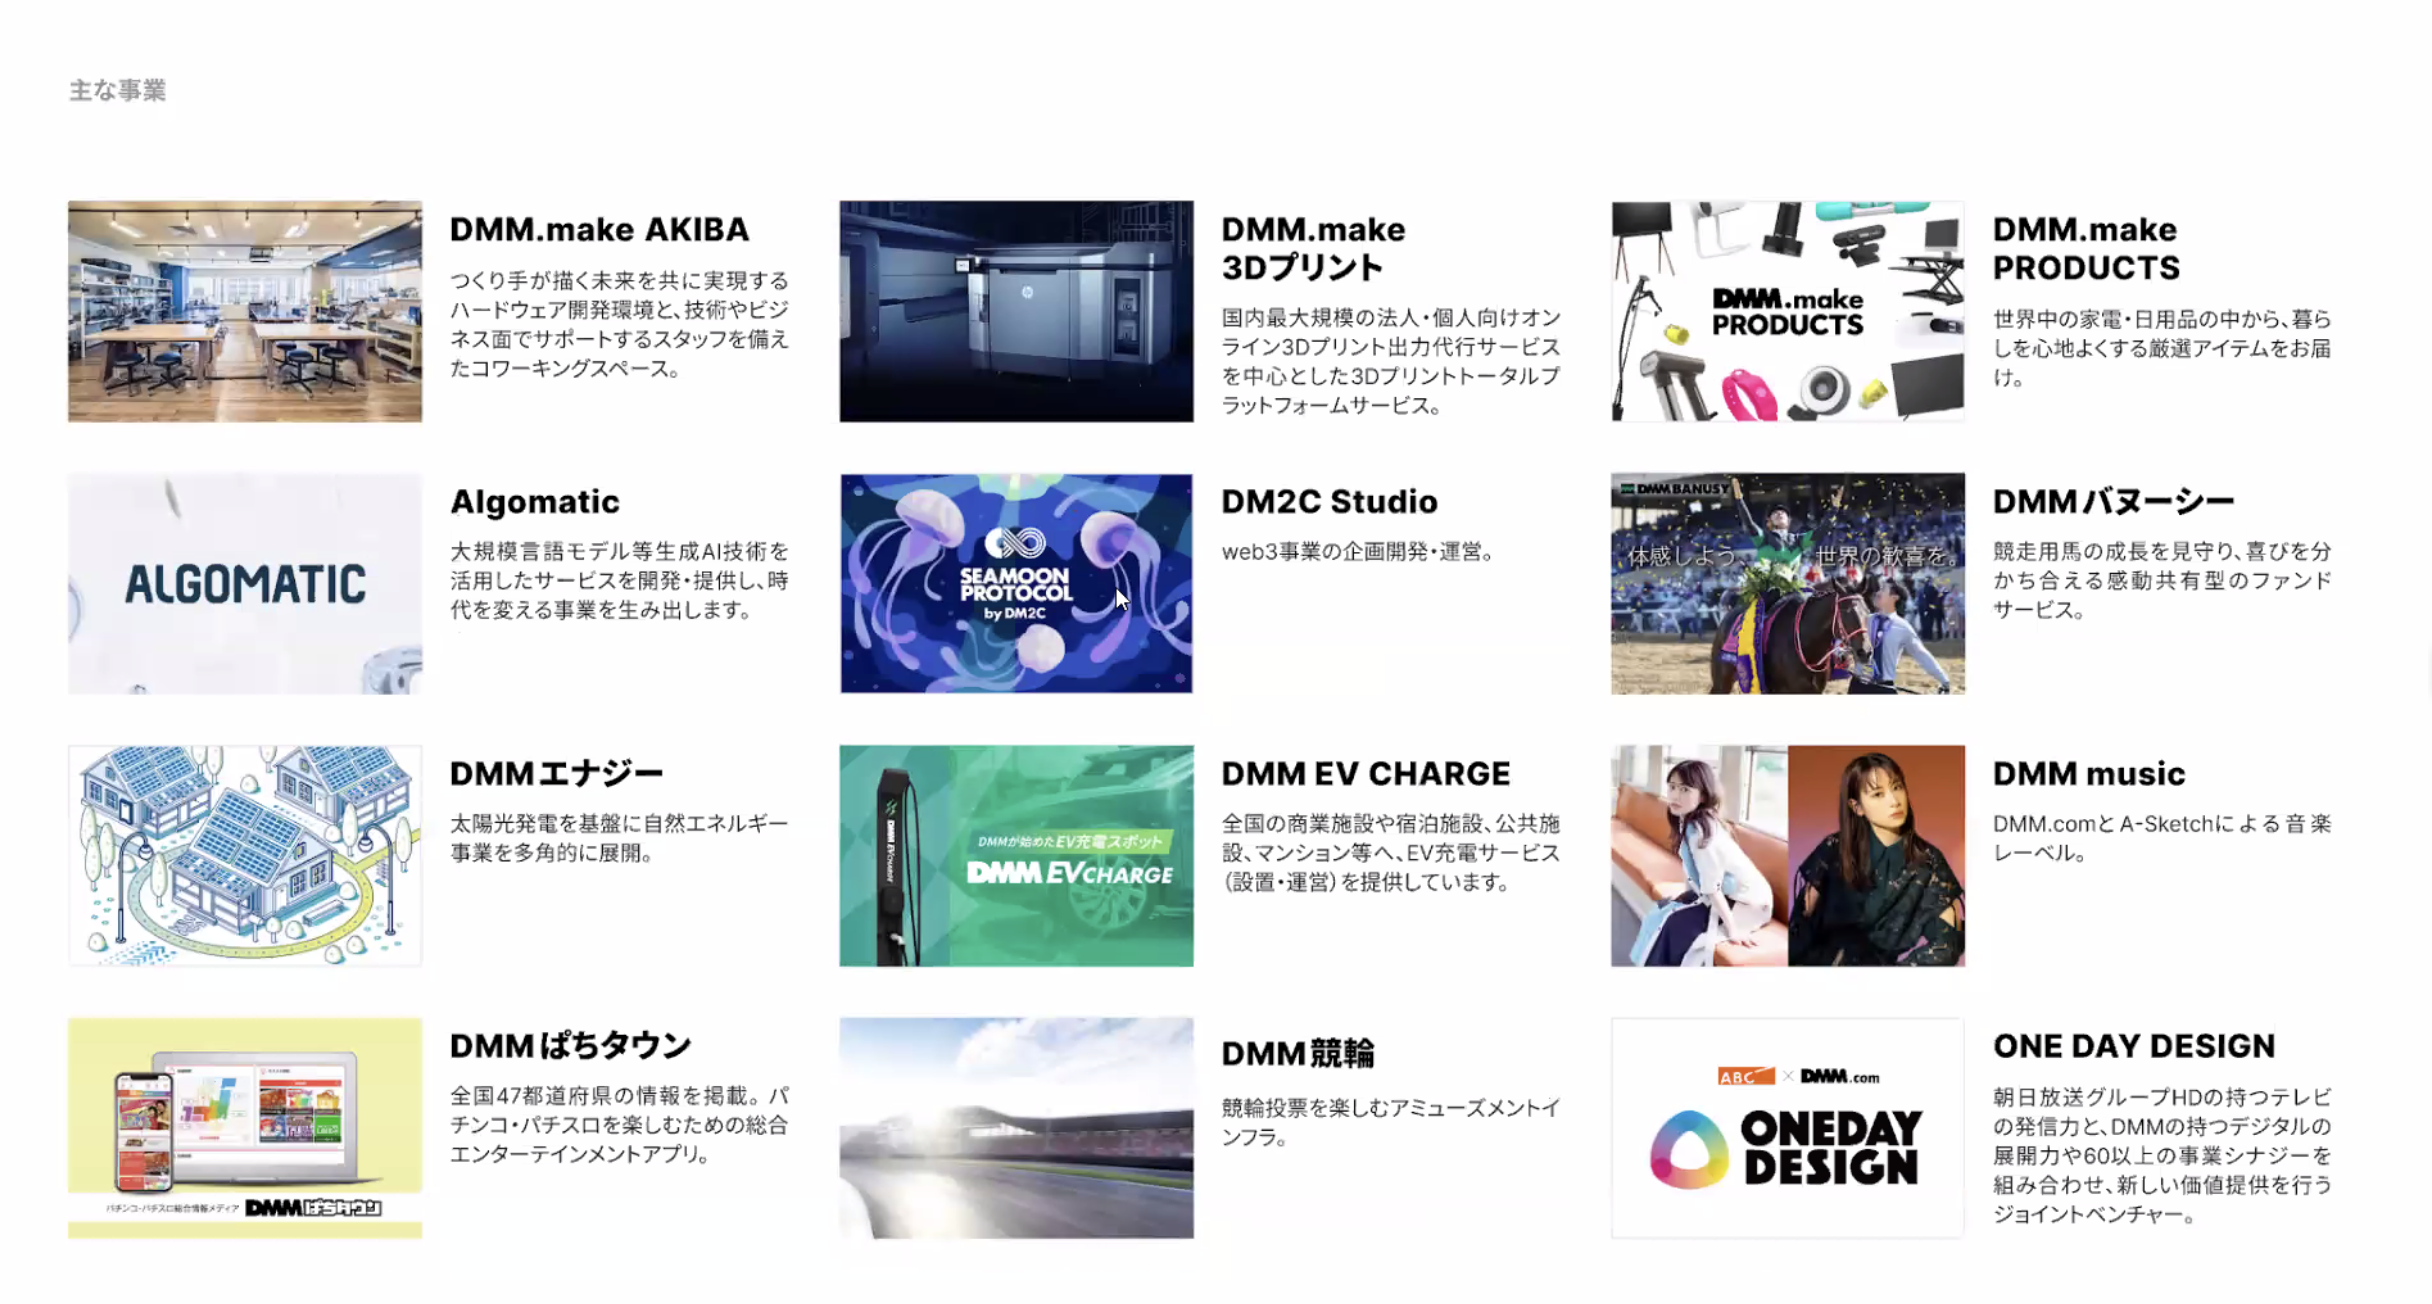 主な事業
DMM.make AKIBA
つくり手が描く未来を共に実現する
ハードウェア開発環境と、技術やビジ
ネス面でサポートするスタッフを備え
たコワーキングスペース。
DMM.make
3Dプリント
国内最大規模の法人・個人向けオン
ライン3Dプリント出力代行サービス
を中心とした3Dプリントトータルプ
ラットフォームサービス。
DMM.make
PRODUCTS
DMM.make
PRODUCTS
世界中の家電・日用品の中から、暮ら
しを心地よくする厳選アイテムをお届
け。
ALGOMATIC
Algomatic
大規模言語モデル等生成AI技術を
活用したサービスを開発・提供し、時
代を変える事業を生み出します。
SEAMOON
PROTOCOL
by DM2C
DM2C Studio
web3事業の企画開発・運営。
DMM BANUSY
体感しよう、世界の歓喜を。
DMMバヌーシー
競走用馬の成長を見守り、喜びを分
かち合える感動共有型のファンド
サービス。
DMMエナジー
太陽光発電を基盤に自然エネルギー
事業を多角的に展開。
DMM EV CHARGE
DMMが始めたEV充電スポット
DMM EVCHARGE
DMM EV CHARGE
全国の商業施設や宿泊施設、公共施
設、マンション等へ、EV充電サービス
（設置・運営）を提供しています。
DMM music
DMM.comと A-Sketchによる音楽
レーベル。
パチンコ・パチスロ総合情報メディア DMMぱちタウン
DMMぱちタウン
全国47都道府県の情報を掲載。パ
チンコ・パチスロを楽しむための総合
エンターテインメントアプリ。
DMM競輪
競輪投票を楽しむアミューズメントイ
ンフラ。
ABC × DMM.com
ONEDAY
DESIGN
ONE DAY DESIGN
朝日放送グループHDの持つテレビ
の発信力と、DMMの持つデジタルの
展開力や60以上の事業シナジーを
組み合わせ、新しい価値提供を行う
ジョイントベンチャー。